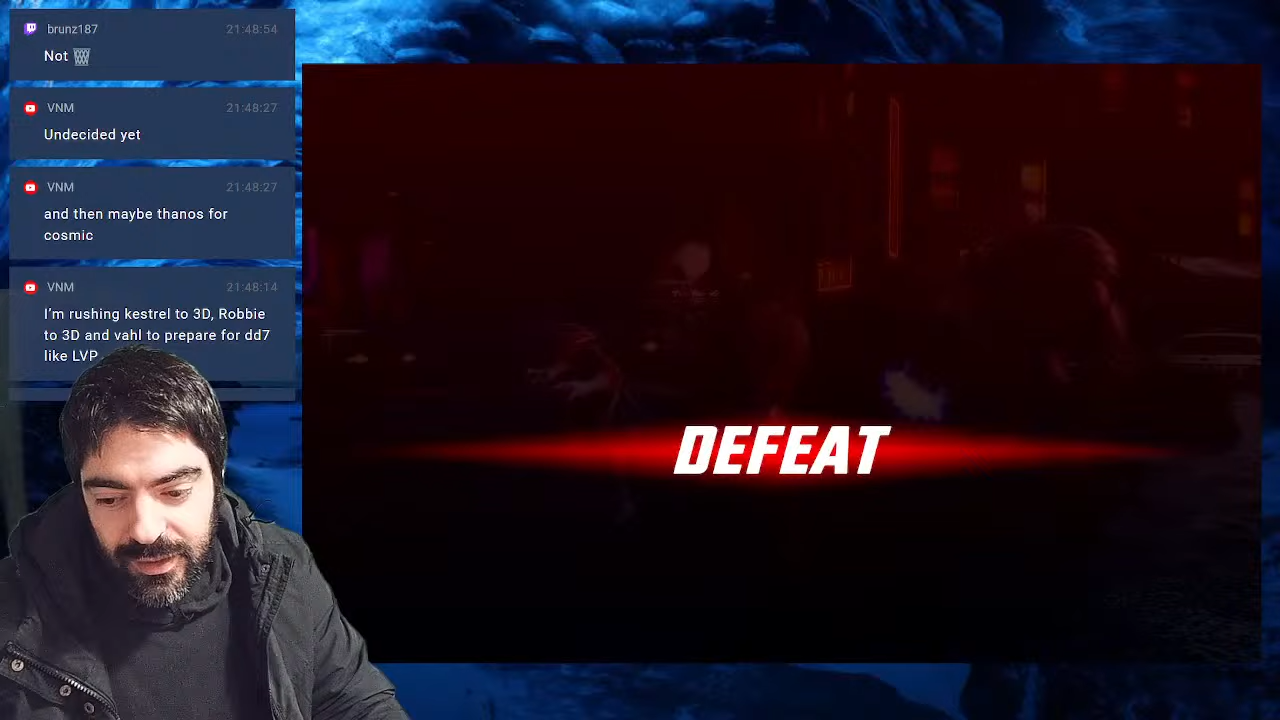 brunz187 21:48:54
Not 🗑
VNM 21:48:27
Undecided yet
VNM 21:48:27
and then maybe thanos for
cosmic
VNM 21:48:14
I'm rushing kestrel to 3D, Robbie
to 3D and vahl to prepare for dd7
like LVP
DEFEAT